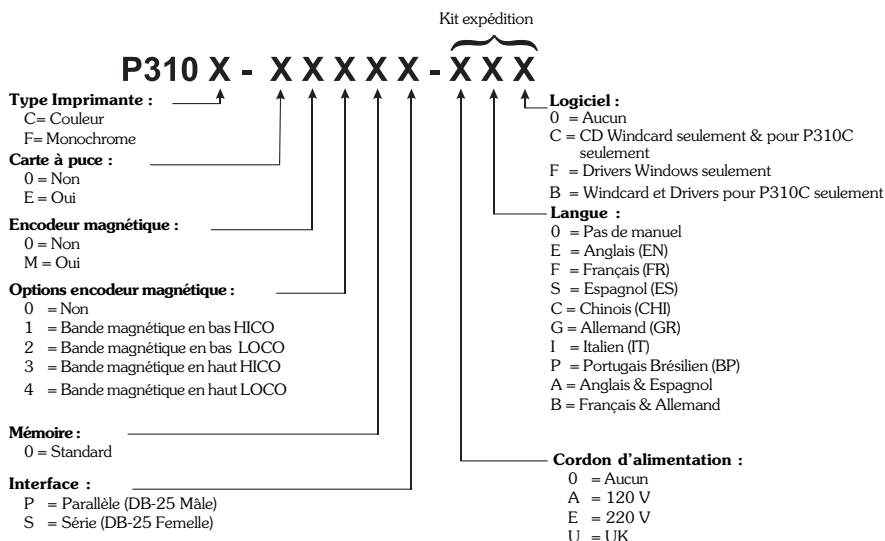 Kit expédition
P310 X - X X X X X - X X X
Type Imprimante :
C= Couleur
F= Monochrome
Carte à puce :
0 = Non
E = Oui
Encodeur magnétique :
0 = Non
M = Oui
Options encodeur magnétique :
0 = Non
1 = Bande magnétique en bas HICO
2 = Bande magnétique en bas LOCO
3 = Bande magnétique en haut HICO
4 = Bande magnétique en haut LOCO
Mémoire :
0 = Standard
Interface :
P = Parallèle (DB-25 Mâle)
S = Série (DB-25 Femelle)
Logiciel :
0 = Aucun
C = CD Windcard seulement & pour P310C
seulement
F = Drivers Windows seulement
B = Windcard et Drivers pour P310C seulement
Langue :
0 = Pas de manuel
E = Anglais (EN)
F = Français (FR)
S = Espagnol (ES)
C = Chinois (CHI)
G = Allemand (GR)
I = Italien (IT)
P = Portugais Brésilien (BP)
A = Anglais & Espagnol
B = Français & Allemand
Cordon d'alimentation :
0 = Aucun
A = 120 V
E = 220 V
U = UK